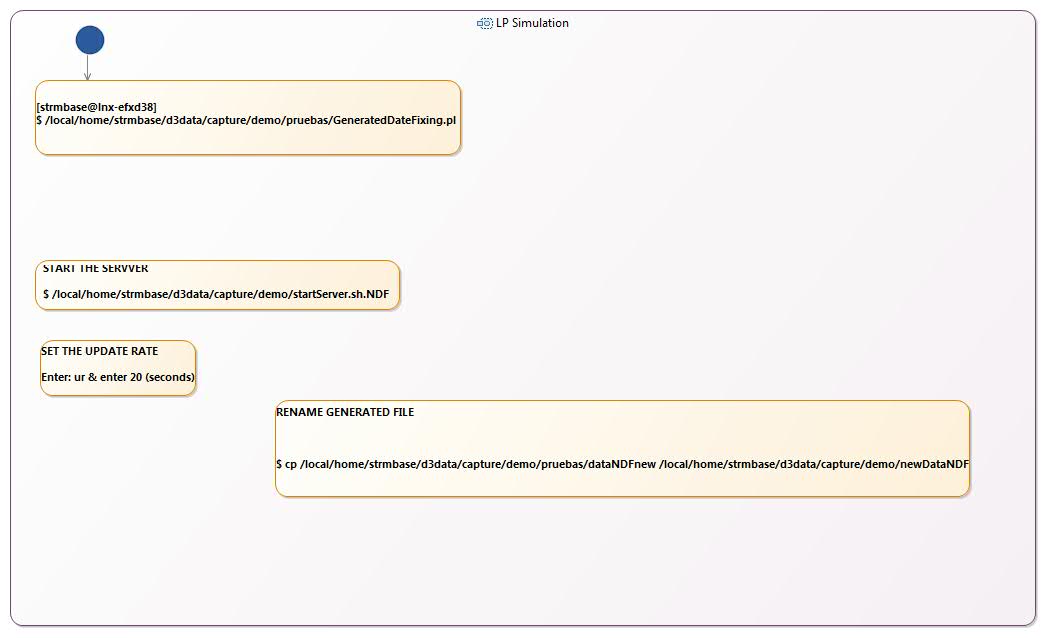 LP Simulation
[strmbase@lnx-efxd38]
$ /local/home/strmbase/d3data/capture/demo/pruebas/GeneratedDateFixing.pl
START THE SERVVER
$ /local/home/strmbase/d3data/capture/demo/startServer.sh.NDF
SET THE UPDATE RATE
Enter: ur & enter 20 (seconds)
RENAME GENERATED FILE
$ cp /local/home/strmbase/d3data/capture/demo/pruebas/dataNDFnew /local/home/strmbase/d3data/capture/demo/newDataNDF